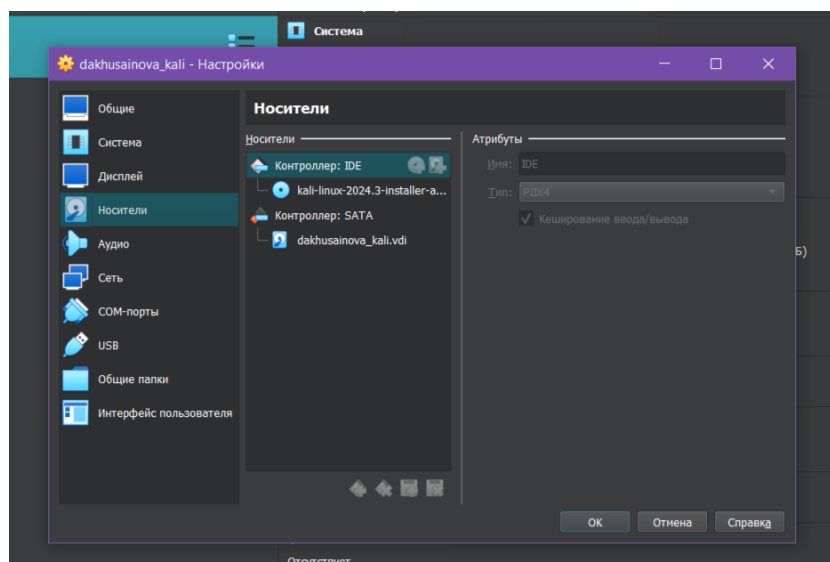 Система
dakhusainova_kali - Настройки
Общие
Система
Дисплей
Носители
Аудио
Сеть
COM-порты
USB
Общие папки
Интерфейс пользователя
Носители
Носители
Контроллер: IDE
kali-linux-2024.3-installer-a...
Контроллер: SATA
dakhusainova_kali.vdi
Атрибуты
Имя: IDE
Тип: PIIX4
Кеширование ввода/вывода
Б)
OK
Отмена
Справка
Отсутствует